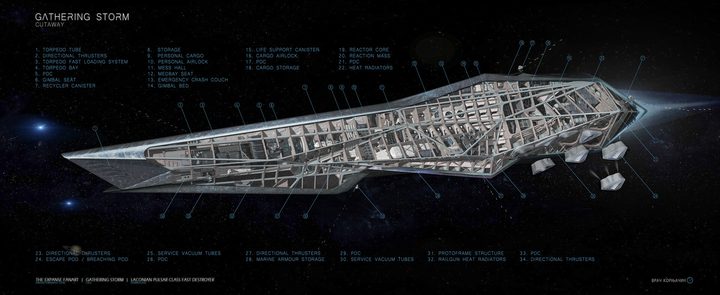 GATHERING STORM
CUTAWAY
1. TORPEDO TUBE
2. DIRECTIONAL THRUSTERS
3. TORPEDO FAST LOADING SYSTEM
4. TORPEDO BAY
5. PDC
6. GIMBAL SEAT
7. RECYCLER CANISTER
8. STORAGE
9. PERSONAL CARGO
10. PERSONAL AIRLOCK
11. MESS HALL
12. MEDBAY SEAT
13. EMERGENCY CRASH COUCH
14. GIMBAL BED
15. LIFE SUPPORT CANISTER
16. CARGO AIRLOCK
17. PDC
18. CARGO STORAGE
19. REACTOR CORE
20. REACTION MASS
21. PDC
22. HEAT RADIATORS
23. DIRECTIONAL THRUSTERS
24. ESCAPE POD / BREACHING POD
25. SERVICE VACUUM TUBES
26. PDC
27. DIRECTIONAL THRUSTERS
28. MARINE ARMOUR STORAGE
29. PDC
30. SERVICE VACUUM TUBES
31. PROTOFRAME STRUCTURE
32. RAILGUN HEAT RADIATORS
33. PDC
34. DIRECTIONAL THRUSTERS
THE EXPANSE FANART | GATHERING STORM | LACONIAN PULSAR CLASS FAST DESTROYER